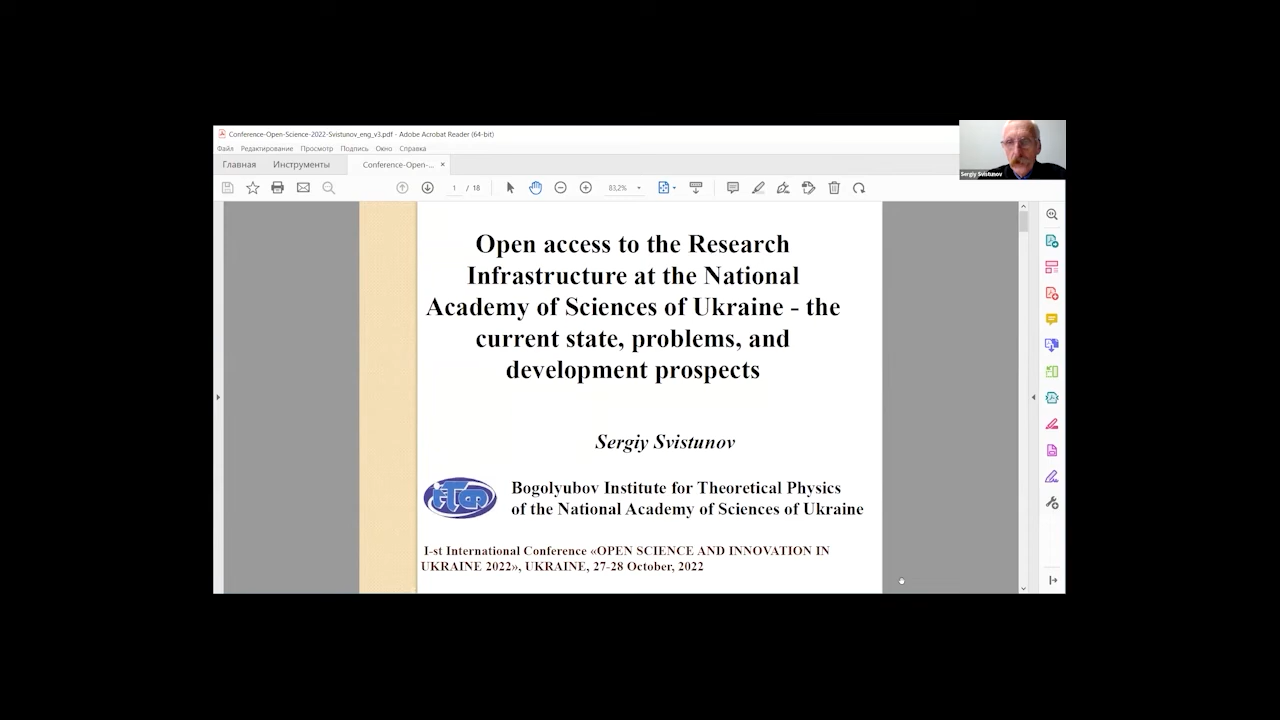 Conference-Open-Science-2022-Svistunov_eng_v3.pdf - Adobe Acrobat Reader (64-bit)
Файл Редактирование Просмотр Подпись Окно Справка
Главная Инструменты Conference-Open-... ×
1 / 18 83,2%
Sergiy Svistunov
Open access to the Research
Infrastructure at the National
Academy of Sciences of Ukraine - the
current state, problems, and
development prospects
Sergiy Svistunov
ІТФ
Bogolyubov Institute for Theoretical Physics
of the National Academy of Sciences of Ukraine
I-st International Conference «OPEN SCIENCE AND INNOVATION IN
UKRAINE 2022», UKRAINE, 27-28 October, 2022